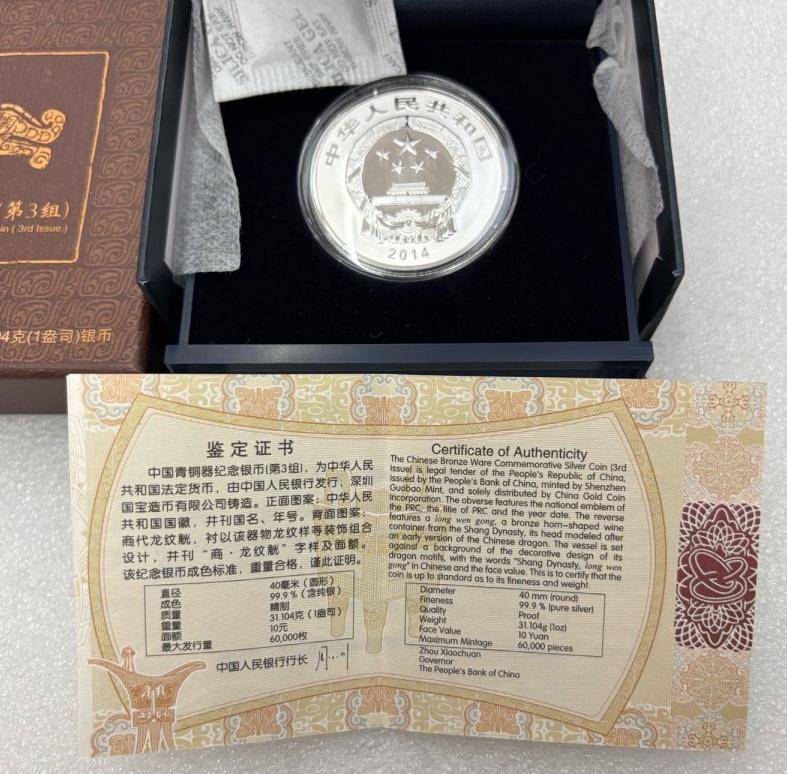 SILICA GEL
中华人民共和国
2014
(第3组)
oin ( 3rd Issue )
04克(1盎司)银币
鉴定证书
中国青铜器纪念银币(第3组)，为中华人民
共和国法定货币，由中国人民银行发行，深圳
国宝造币有限公司铸造。正面图案：中华人民
共和国国徽，并刊国名、年号。背面图案：
商代龙纹觥，衬以该器物龙纹样等装饰组合
设计，并刊“商·龙纹觥”字样及面额。
该纪念银币成色标准，重量合格，谨此证明。
直径 40毫米（圆形）
成色 99.9%（含纯银）
质量 精制
重量 31.104克（1盎司）
面额 10元
最大发行量 60,000枚
中国人民银行行长
Certificate of Authenticity
The Chinese Bronze Ware Commemorative Silver Coin (3rd
Issue) is legal tender of the People's Republic of China,
issued by the People's Bank of China, minted by Shenzhen
Guobao Mint, and solely distributed by China Gold Coin
Incorporation. The obverse features the national emblem of
the PRC, the title of PRC and the year date. The reverse
features a long wen gong, a bronze horn-shaped wine
container from the Shang Dynasty, its head modeled after
an early version of the Chinese dragon. The vessel is set
against a background of the decorative design of its
dragon motifs, with the words "Shang Dynasty, long wen
gong" in Chinese and the face value. This is to certify that the
coin is up to standard as to its fineness and weight.
Diameter 40 mm (round)
Fineness 99.9 % (pure silver)
Quality Proof
Weight 31.104g (1oz)
Face Value 10 Yuan
Maximum Mintage 60,000 pieces
Zhou Xiaochuan
Governor
The People's Bank of China